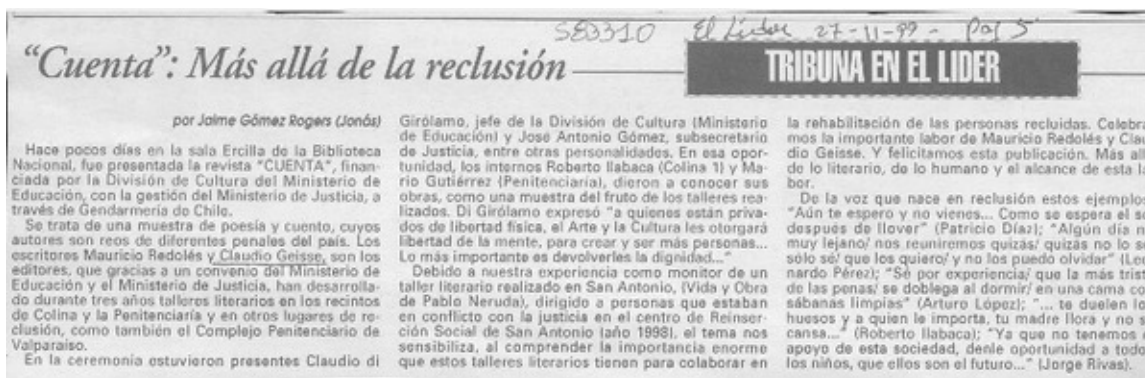 S83310 El Líder 27-11-99 - Pag 5
“Cuenta”: Más allá de la reclusión
TRIBUNA EN EL LIDER
por Jaime Gómez Rogers (Jonás)
Hace pocos días en la sala Ercilla de la Biblioteca
Nacional, fue presentada la revista "CUENTA", finan-
ciada por la División de Cultura del Ministerio de
Educación, con la gestión del Ministerio de Justicia, a
través de Gendarmería de Chile.
Se trata de una muestra de poesía y cuento, cuyos
autores son reos de diferentes penales del país. Los
escritores Mauricio Redolés y Claudio Geisse, son los
editores, que gracias a un convenio del Ministerio de
Educación y el Ministerio de Justicia, han desarrolla-
do durante tres años talleres literarios en los recintos
de Colina y la Penitenciaría y en otros lugares de re-
clusión, como también el Complejo Penitenciario de
Valparaíso.
En la ceremonia estuvieron presentes Claudio di
Girólamo, jefe de la División de Cultura (Ministerio
de Educación) y José Antonio Gómez, subsecretario
de Justicia, entre otras personalidades. En esa opor-
tunidad, los internos Roberto Ilabaca (Colina 1) y Ma-
rio Gutiérrez (Penitenciaría), dieron a conocer sus
obras, como una muestra del fruto de los talleres rea-
lizados. Di Girólamo expresó "a quienes están priva-
dos de libertad física, el Arte y la Cultura les otorgará
libertad de la mente, para crear y ser más personas...
Lo más importante es devolverles la dignidad..."
Debido a nuestra experiencia como monitor de un
taller literario realizado en San Antonio, (Vida y Obra
de Pablo Neruda), dirigido a personas que estaban
en conflicto con la justicia en el centro de Reinser-
ción Social de San Antonio (año 1998), el tema nos
sensibiliza, al comprender la importancia enorme
que estos talleres literarios tienen para colaborar en
la rehabilitación de las personas recluidas. Celebra
mos la importante labor de Mauricio Redolés y Clau
dio Geisse. Y felicitamos esta publicación. Más all
de lo literario, de lo humano y el alcance de esta la
bor.
De la voz que nace en reclusión estos ejemplo
"Aún te espero y no vienes... Como se espera el so
después de llover" (Patricio Díaz); "Algún día n
muy lejano/ nos reuniremos quizás/ quizás no lo s
sólo sé/ que los quiero/ y no los puedo olvidar" (Leo
nardo Pérez); "Sé por experiencia/ que la más trist
de las penas/ se doblega al dormir/ en una cama co
sábanas limpias" (Arturo López); "... te duelen lo
huesos y a quien le importa, tu madre llora y no s
cansa..." (Roberto Ilabaca); "Ya que no tenemos e
apoyo de esta sociedad, denle oportunidad a todo
los niños, que ellos son el futuro..." (Jorge Rivas).